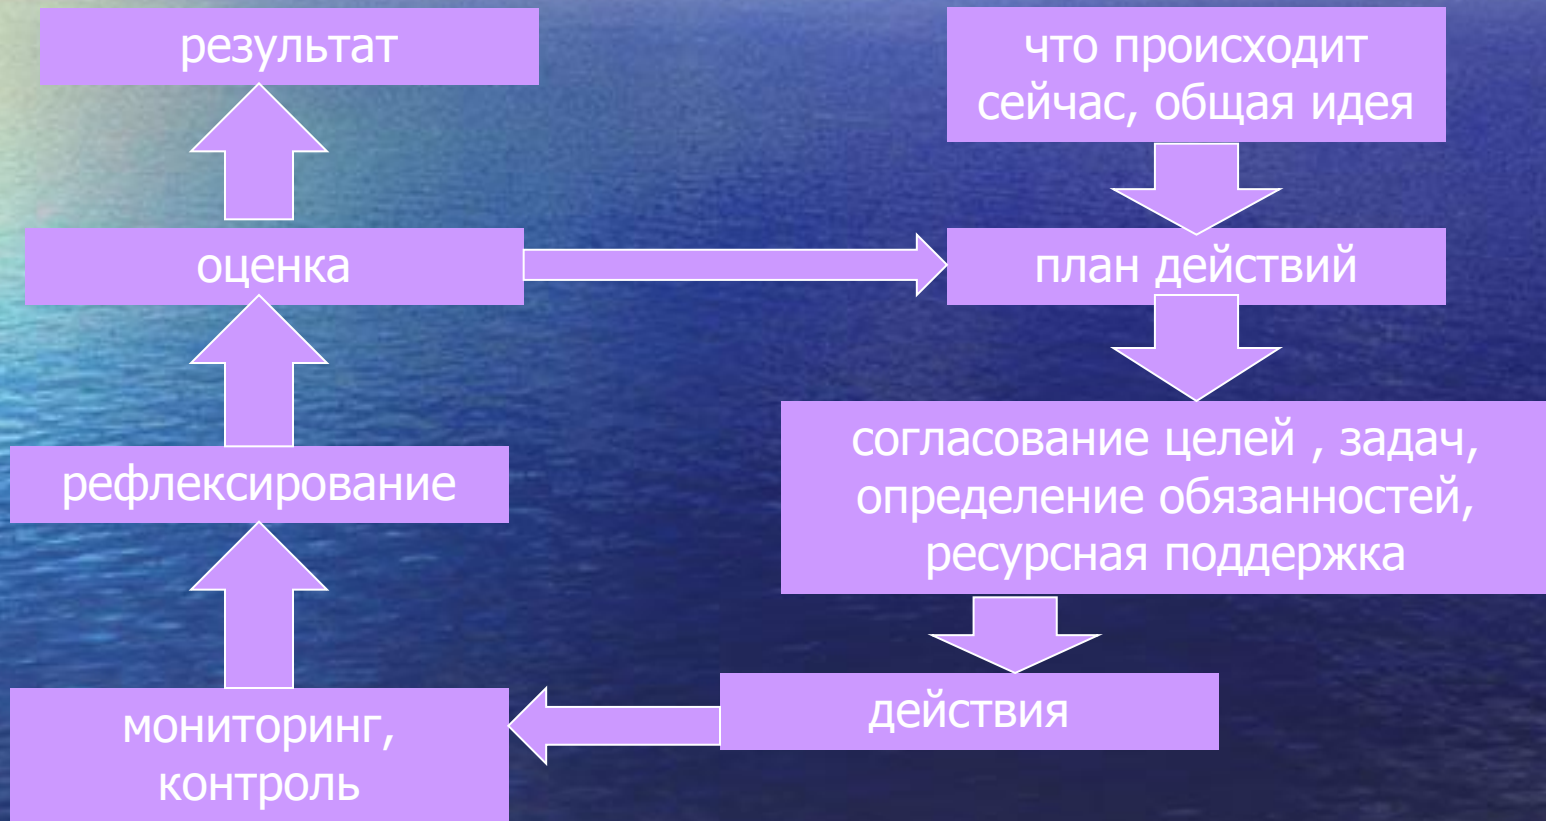 результат
что происходит
сейчас, общая идея
оценка
план действий
рефлексирование
согласование целей , задач,
определение обязанностей,
ресурсная поддержка
мониторинг,
контроль
действия